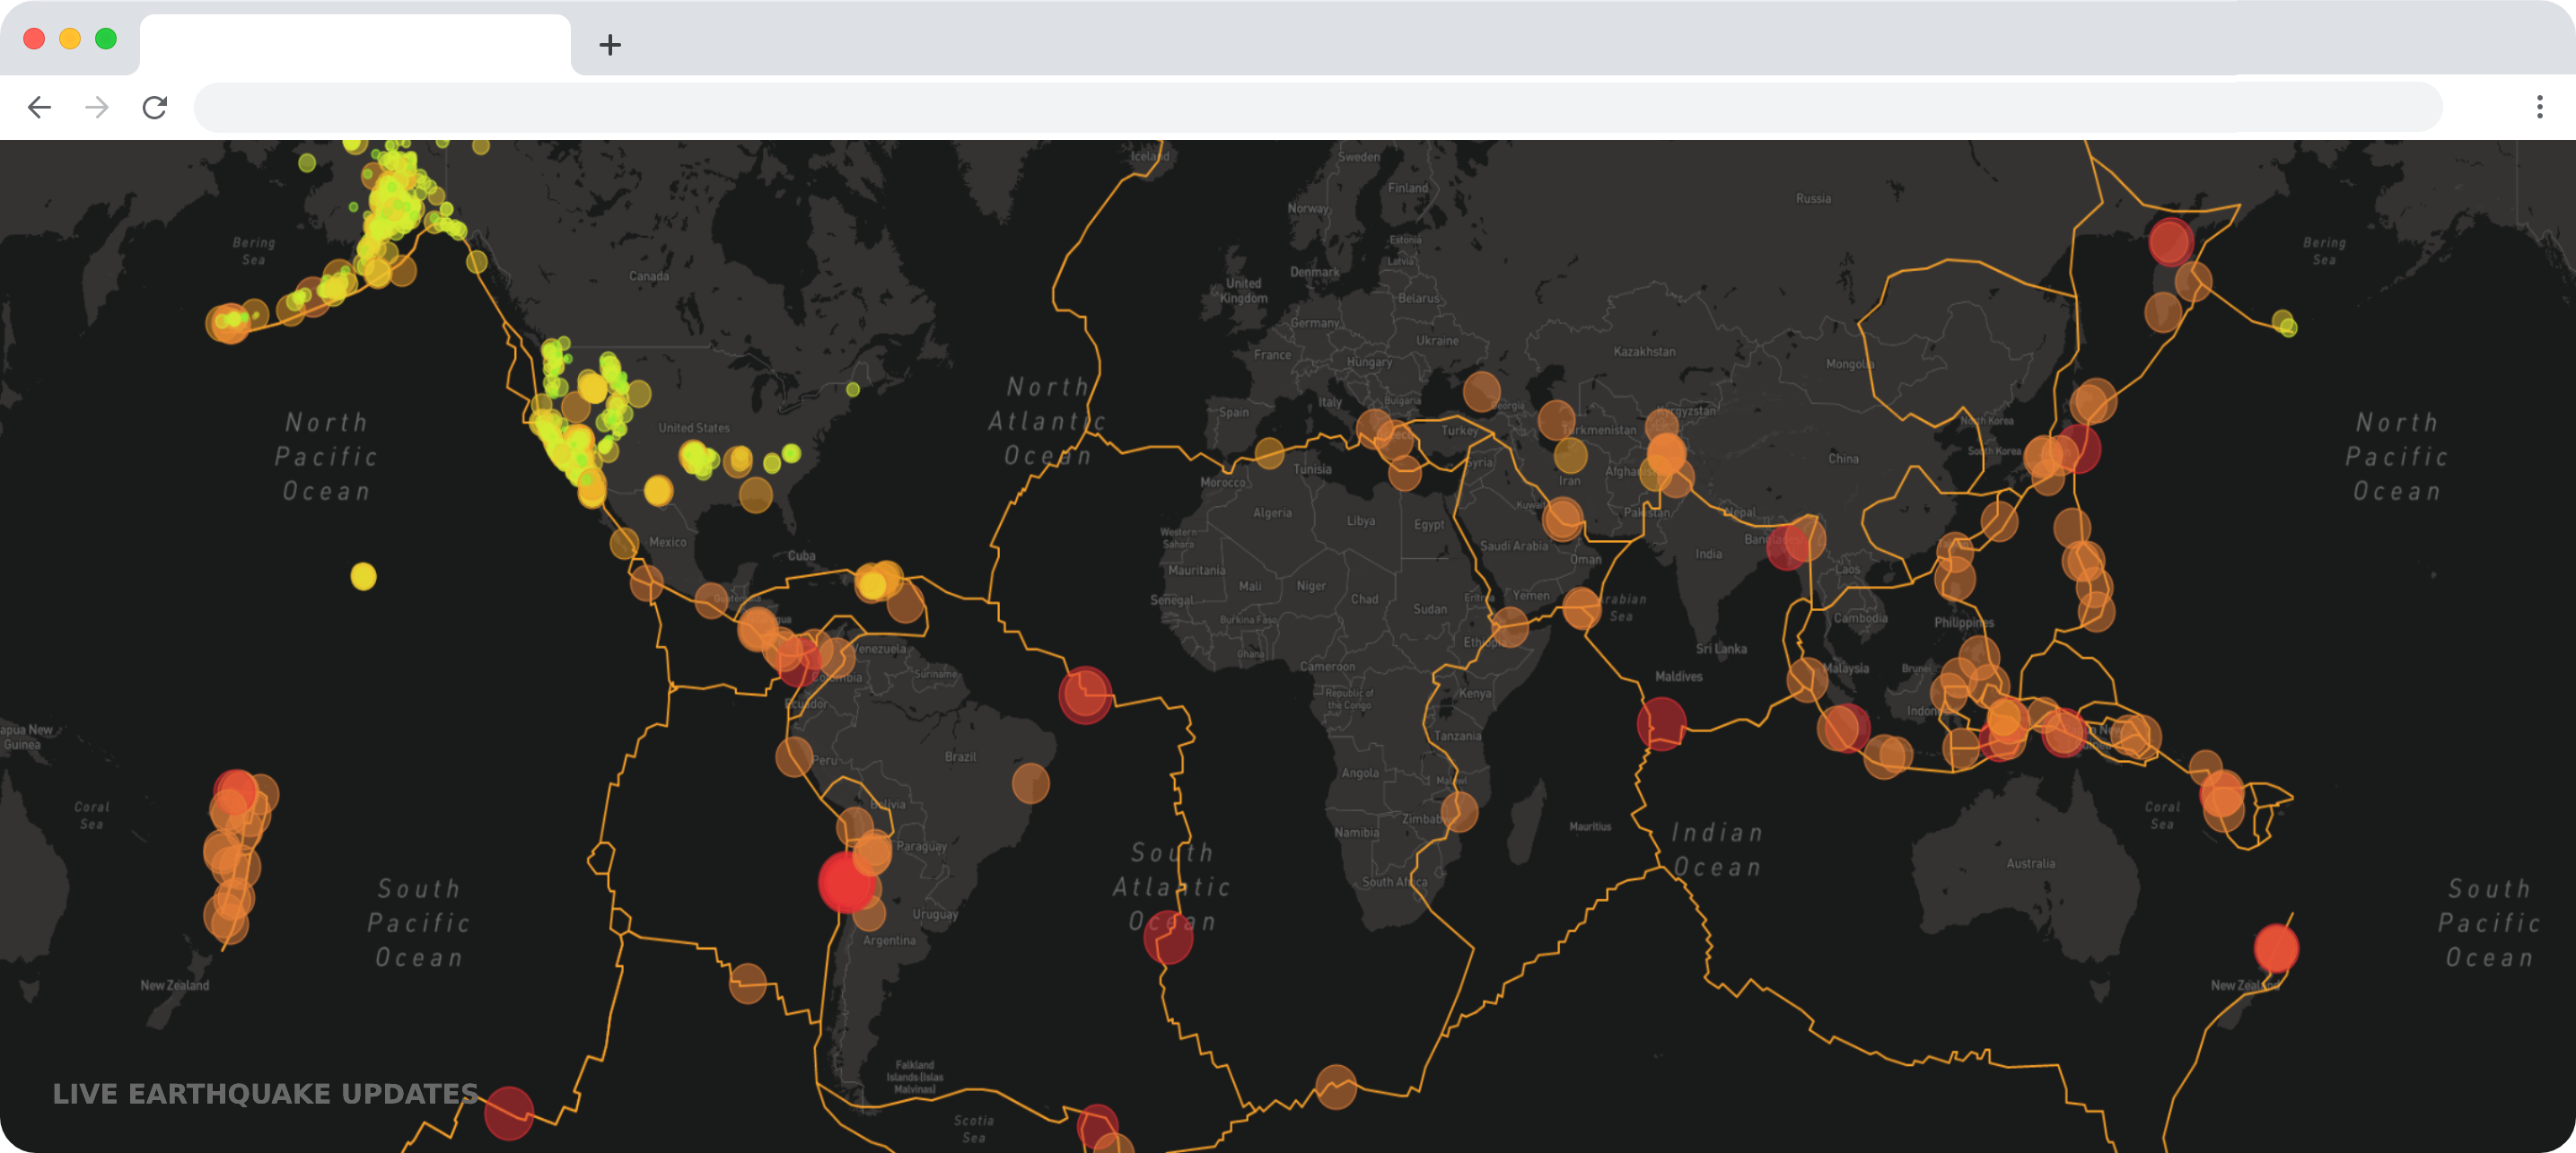 Iceland
Sweden
Finland
Russia
Norway
Bering
Sea
Bering
Sea
Estonia
Latvia
Canada
Denmark
United
Kingdom
Belarus
Germany
Ukraine
France
Hungary
Kazakhstan
Mongolia
North
Atlantic
Ocean
Italy
Bulgaria
Georgia
Spain
Kyrgyzstan
North
Pacific
Ocean
North
Pacific
Ocean
United States
Turkey
Turkmenistan
North Korea
South Korea
China
Tunisia
Syria
Afghanis
Morocco
Iran
Algeria
Libya
Egypt
Kuwait
Pakistan
Nepal
Western
Sahara
Mexico
Cuba
Saudi Arabia
Oman
India
Bangladesh
Mauritania
Mali
Niger
Chad
Sudan
Eritrea
Yemen
Laos
Senegal
Guatemala
Arabian
Sea
Burkina Faso
Cambodia
Philippines
Ethiopia
Ghana
Venezuela
Sri Lanka
Cameroon
Suriname
Colombia
Maldives
Malaysia
Brunei
Republic of
the Congo
Kenya
Ecuador
Indon
apua New
Guinea
Tanzania
Brazil
Peru
Angola
Malawi
Bolivia
Coral
Sea
Coral
Sea
Zimbab
Mauritius
Indian
Ocean
Namibia
Paraguay
South
Atlantic
Ocean
Australia
South Africa
South
Pacific
Ocean
South
Pacific
Ocean
Uruguay
Argentina
New Zealand
New Zealand
Falkland
Islands (Islas
Malvinas)
LIVE EARTHQUAKE UPDATES
Scotia
Sea